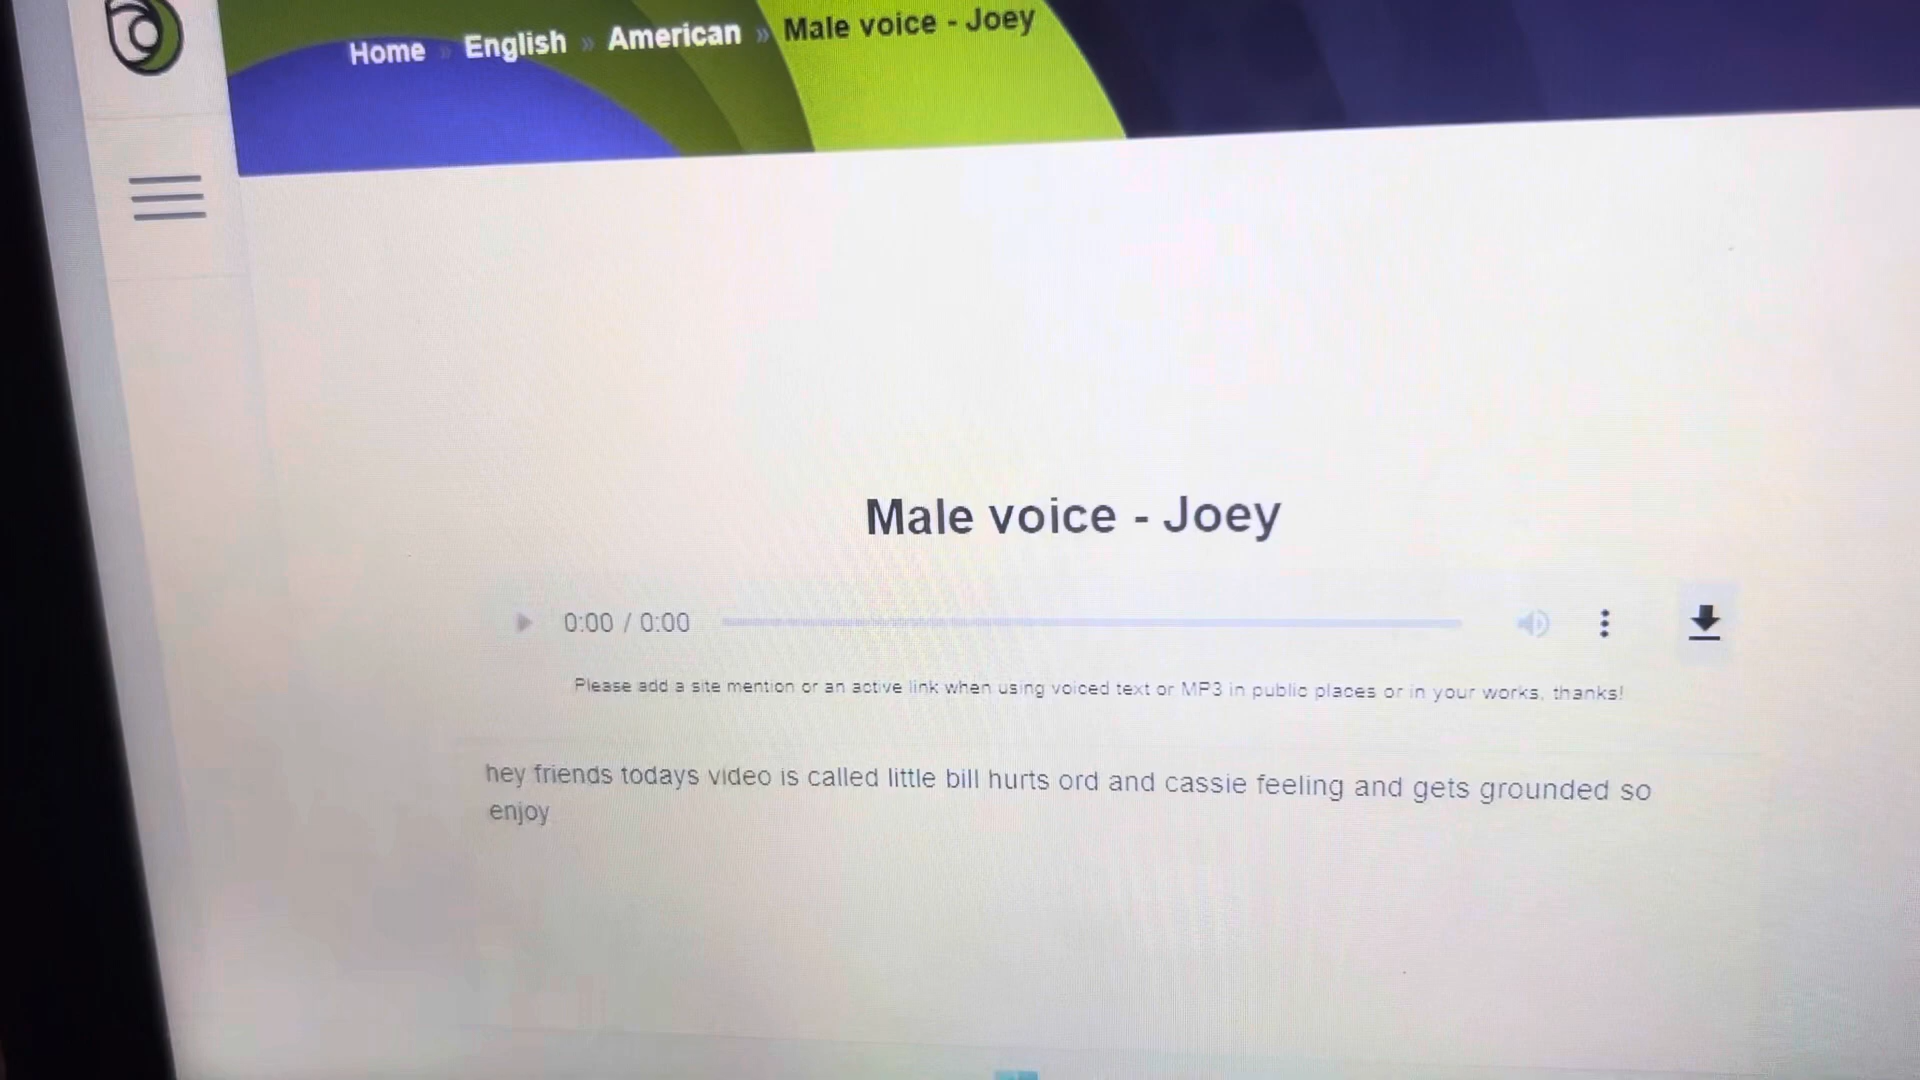 Home » English » American » Male voice - Joey
Male voice - Joey
0:00 / 0:00
Please add a site mention or an active link when using voiced text or MP3 in public places or in your works, thanks!
hey friends todays video is called little bill hurts ord and cassie feeling and gets grounded so
enjoy